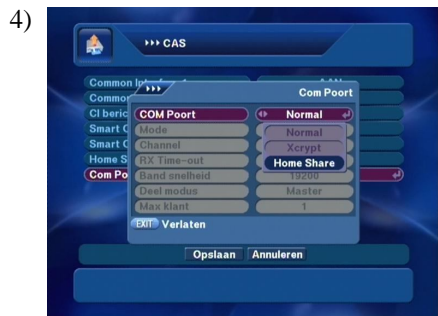 4)
CAS
Common
Com Poort
Common
CI beric
COM Poort
Normal
Smart C
Mode
Normal
Smart C
Channel
Xcrypt
Home S
RX Time-out
Home Share
Com Po
Band snelheid
19200
Deel modus
Master
Max klant
1
EXIT Verlaten
Opslaan Annuleren